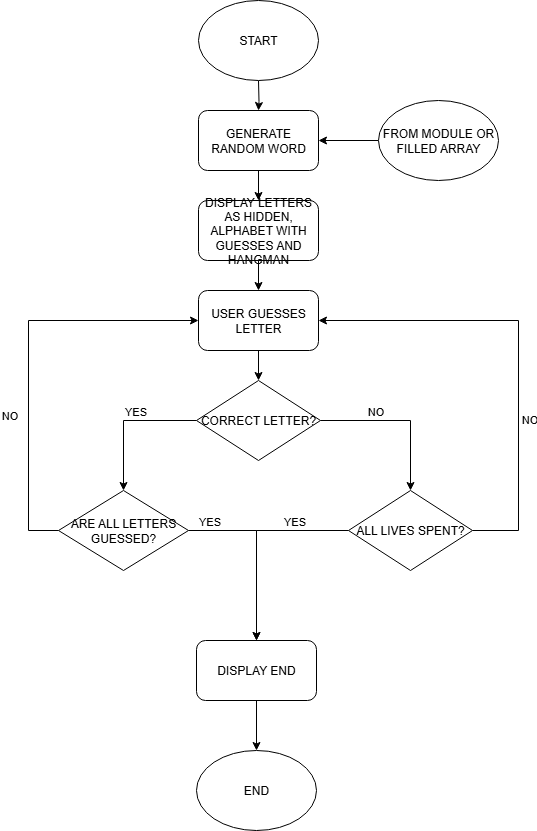 START
GENERATE
RANDOM WORD
FROM MODULE OR
FILLED ARRAY
DISPLAY LETTERS
AS HIDDEN,
ALPHABET WITH
GUESSES AND
HANGMAN
USER GUESSES
LETTER
CORRECT LETTER?
YES
NO
NO
NO
ARE ALL LETTERS
GUESSED?
YES
YES
ALL LIVES SPENT?
DISPLAY END
END